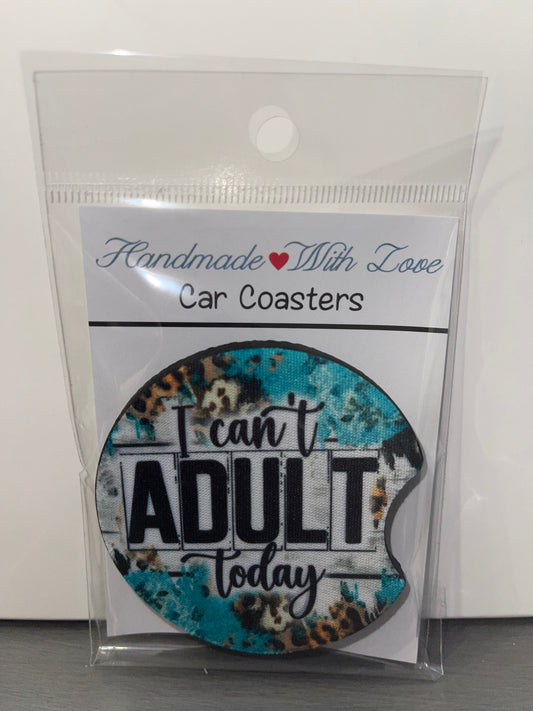 Handmade ♥ With Love
Car Coasters
I can't
ADULT
today